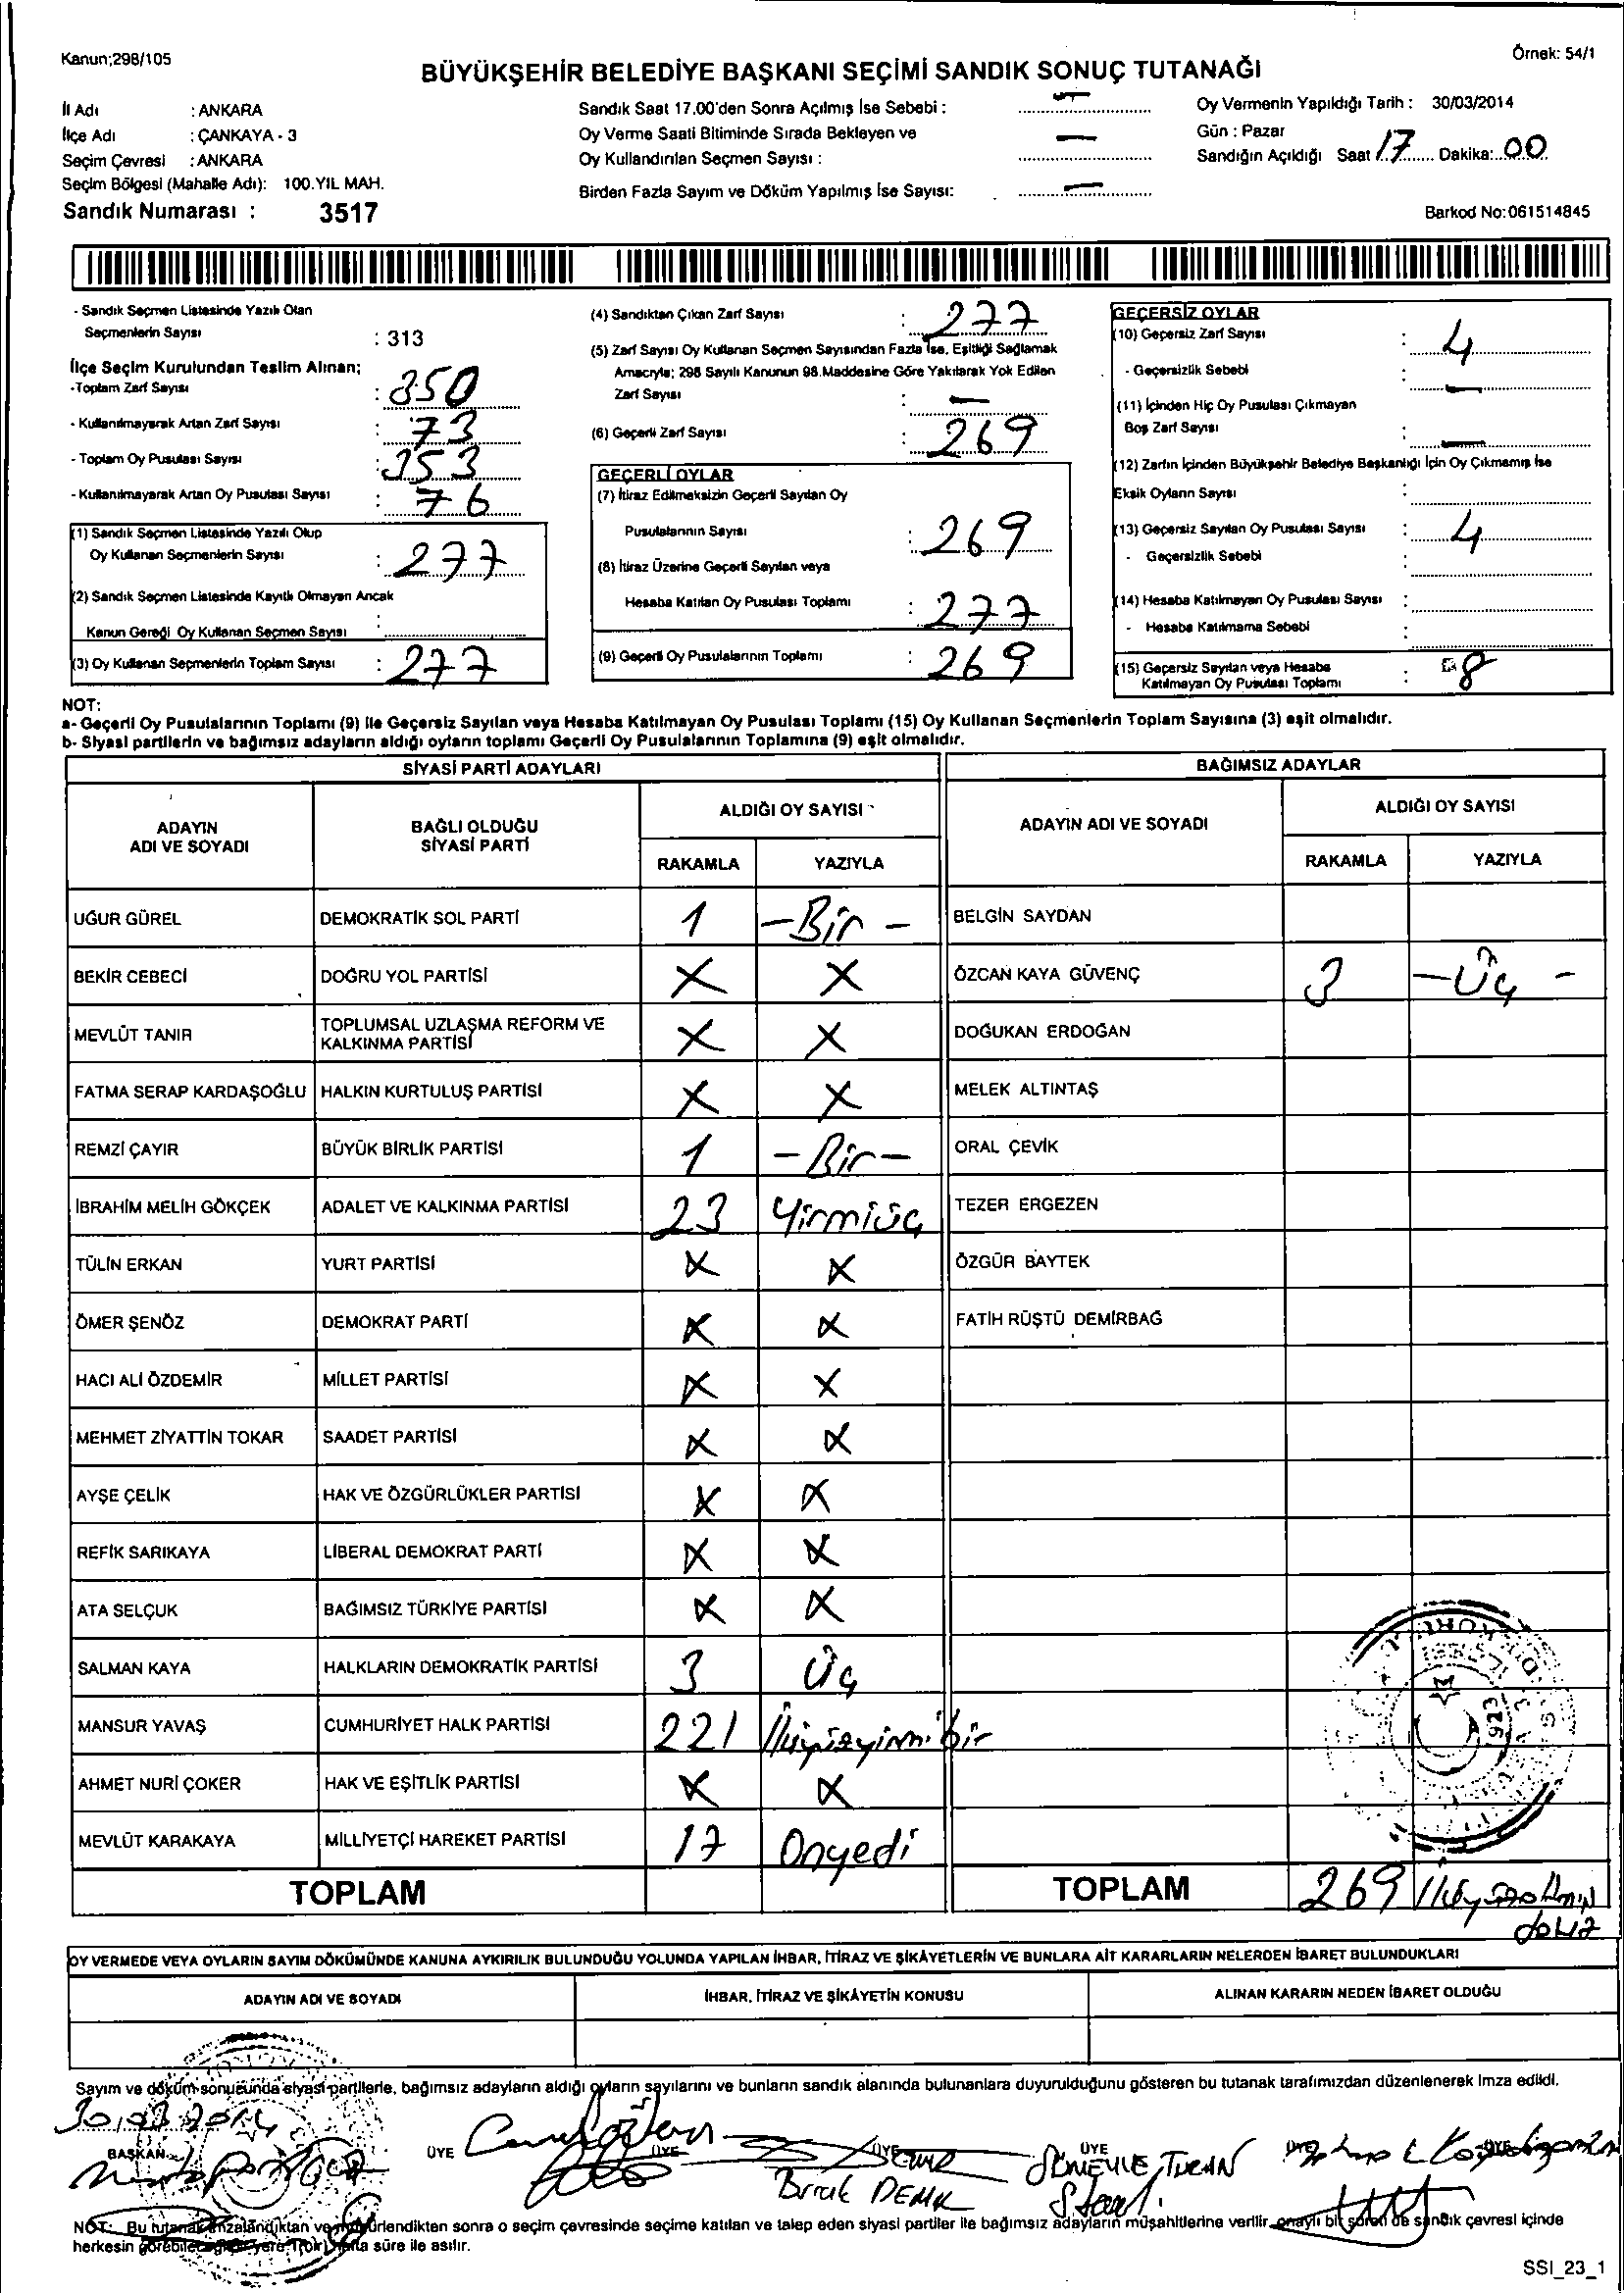 Kanun;298/105
Örnek: 54/1
BÜYÜKŞEHİR BELEDİYE BAŞKANI SEÇİMİ SANDIK SONUÇ TUTANAĞI
İl Adı : ANKARA
İlçe Adı : ÇANKAYA - 3
Seçim Çevresi : ANKARA
Seçim Bölgesi (Mahalle Adı): 100.YIL MAH.
Sandık Numarası : 3517
Sandık Saat 17.00'den Sonra Açılmış İse Sebebi : —
Oy Verme Saati Bitiminde Sırada Bekleyen ve —
Oy Kullandırılan Seçmen Sayısı :
Birden Fazla Sayım ve Döküm Yapılmış İse Sayısı: —
Oy Vermenin Yapıldığı Tarih : 30/03/2014
Gün : Pazar
Sandığın Açıldığı Saat 17 Dakika: 00
Barkod No:061514845
- Sandık Seçmen Listesinde Yazılı Olan
Seçmenlerin Sayısı : 313
İlçe Seçim Kurulundan Teslim Alınan;
-Toplam Zarf Sayısı : 350
- Kullanılmayarak Artan Zarf Sayısı : 73
- Toplam Oy Pusulası Sayısı : 353
- Kullanılmayarak Artan Oy Pusulası Sayısı : 76
(1) Sandık Seçmen Listesinde Yazılı Olup
Oy Kullanan Seçmenlerin Sayısı : 277
(2) Sandık Seçmen Listesinde Kayıtlı Olmayan Ancak
Kanun Gereği Oy Kullanan Seçmen Sayısı :
(3) Oy Kullanan Seçmenlerin Toplam Sayısı : 277
(4) Sandıktan Çıkan Zarf Sayısı : 277
(5) Zarf Sayısı Oy Kullanan Seçmen Sayısından Fazla İse, Eşitliği Sağlamak
Amacıyla; 298 Sayılı Kanunun 98.Maddesine Göre Yakılarak Yok Edilen
Zarf Sayısı : —
(6) Geçerli Zarf Sayısı : 269
GEÇERLİ OYLAR
(7) İtiraz Edilmeksizin Geçerli Sayılan Oy
Pusulalarının Sayısı : 269
(8) İtiraz Üzerine Geçerli Sayılan veya
Hesaba Katılan Oy Pusulası Toplamı : 277
(9) Geçerli Oy Pusulalarının Toplamı : 269
GEÇERSİZ OYLAR
(10) Geçersiz Zarf Sayısı : 4
- Geçersizlik Sebebi : —
(11) İçinden Hiç Oy Pusulası Çıkmayan
Boş Zarf Sayısı : —
(12) Zarfın İçinden Büyükşehir Belediye Başkanlığı İçin Oy Çıkmamış İse
Eksik Oyların Sayısı :
(13) Geçersiz Sayılan Oy Pusulası Sayısı : 4
- Geçersizlik Sebebi :
(14) Hesaba Katılmayan Oy Pusulası Sayısı :
- Hesaba Katılmama Sebebi :
(15) Geçersiz Sayılan veya Hesaba
Katılmayan Oy Pusulası Toplamı : 8
NOT:
a- Geçerli Oy Pusulalarının Toplamı (9) ile Geçersiz Sayılan veya Hesaba Katılmayan Oy Pusulası Toplamı (15) Oy Kullanan Seçmenlerin Toplam Sayısına (3) eşit olmalıdır.
b- Siyasi partilerin ve bağımsız adayların aldığı oyların toplamı Geçerli Oy Pusulalarının Toplamına (9) eşit olmalıdır.
SİYASİ PARTİ ADAYLARI
BAĞIMSIZ ADAYLAR
ADAYIN ADI VE SOYADI
BAĞLI OLDUĞU SİYASİ PARTİ
ALDIĞI OY SAYISI
RAKAMLA YAZIYLA
ADAYIN ADI VE SOYADI
ALDIĞI OY SAYISI
RAKAMLA YAZIYLA
UĞUR GÜREL DEMOKRATİK SOL PARTİ 1 -Bir- BELGİN SAYDAN
BEKİR CEBECİ DOĞRU YOL PARTİSİ X X ÖZCAN KAYA GÜVENÇ 3 -Üç-
MEVLÜT TANIR TOPLUMSAL UZLAŞMA REFORM VE KALKINMA PARTİSİ X X DOĞUKAN ERDOĞAN
FATMA SERAP KARDAŞOĞLU HALKIN KURTULUŞ PARTİSİ X X MELEK ALTINTAŞ
REMZİ ÇAYIR BÜYÜK BİRLİK PARTİSİ 1 -Bir- ORAL ÇEVİK
İBRAHİM MELİH GÖKÇEK ADALET VE KALKINMA PARTİSİ 23 Yirmiüç TEZER ERGEZEN
TÜLİN ERKAN YURT PARTİSİ X X ÖZGÜR BAYTEK
ÖMER ŞENÖZ DEMOKRAT PARTİ X X FATİH RÜŞTÜ DEMİRBAĞ
HACI ALİ ÖZDEMİR MİLLET PARTİSİ X X
MEHMET ZİYATTİN TOKAR SAADET PARTİSİ X X
AYŞE ÇELİK HAK VE ÖZGÜRLÜKLER PARTİSİ X X
REFİK SARIKAYA LİBERAL DEMOKRAT PARTİ X X
ATA SELÇUK BAĞIMSIZ TÜRKİYE PARTİSİ X X
SALMAN KAYA HALKLARIN DEMOKRATİK PARTİSİ 3 Üç
MANSUR YAVAŞ CUMHURİYET HALK PARTİSİ 221 İkiyüzyirmibir
AHMET NURİ ÇOKER HAK VE EŞİTLİK PARTİSİ X X
MEVLÜT KARAKAYA MİLLİYETÇİ HAREKET PARTİSİ 17 Onyedi
TOPLAM TOPLAM 269
OY VERMEDE VEYA OYLARIN SAYIM DÖKÜMÜNDE KANUNA AYKIRILIK BULUNDUĞU YOLUNDA YAPILAN İHBAR, İTİRAZ VE ŞİKÂYETLERİN VE BUNLARA AİT KARARLARIN NELERDEN İBARET BULUNDUKLARI
ADAYIN ADI VE SOYADI İHBAR, İTİRAZ VE ŞİKÂYETİN KONUSU ALINAN KARARIN NEDEN İBARET OLDUĞU
Sayım ve döküm sonucunda siyasi partilerle, bağımsız adayların aldığı oyların sayılarını ve bunların sandık alanında bulunanlara duyurulduğunu gösteren bu tutanak tarafımızdan düzenlenerek imza edildi.
30.03.2014
BAŞKAN ÜYE ÜYE ÜYE ÜYE ÜYE
Burak DEMİR
TURAN
NOT: Bu tutanak imzalandıktan ve mühürlendikten sonra o seçim çevresinde seçime katılan ve talep eden siyasi partiler ile bağımsız adayların müşahitlerine verilir, onaylı bir sureti de sandık çevresi içinde
herkesin görebileceği bir yere 1(bir) hafta süre ile asılır.
SSI_23_1